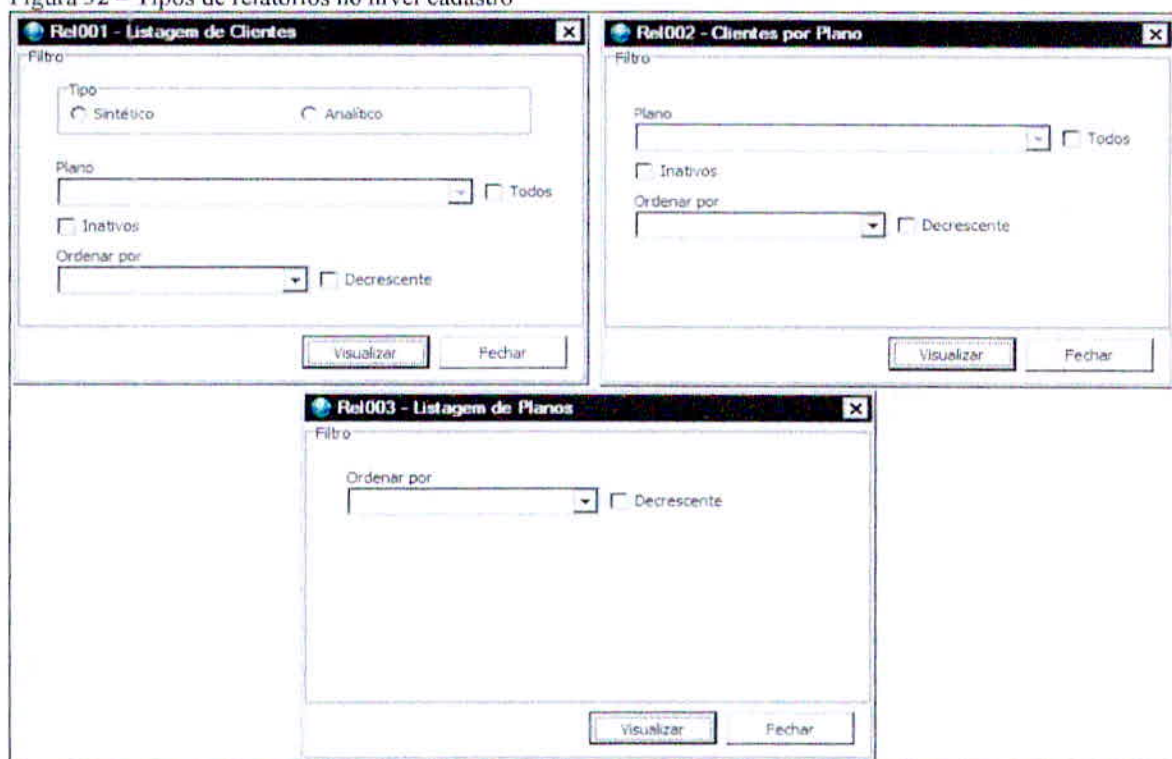 Figura 32 – Tipos de relatórios no nível cadastro
Rel001 - Listagem de Clientes
Filtro
Tipo
Sintético Analítico
Plano
Todos
Inativos
Ordenar por
Decrescente
Visualizar Fechar
Rel002 - Clientes por Plano
Filtro
Plano
Todos
Inativos
Ordenar por
Decrescente
Visualizar Fechar
Rel003 - Listagem de Planos
Filtro
Ordenar por
Decrescente
Visualizar Fechar